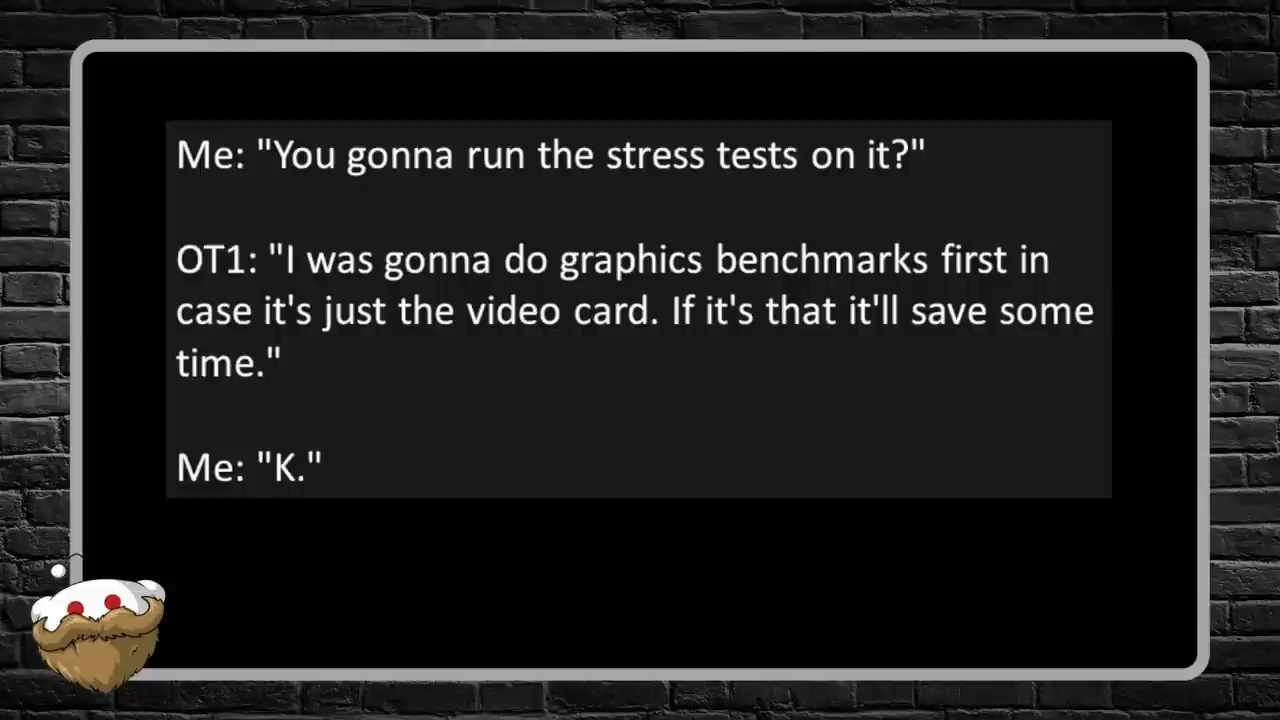 Me: "You gonna run the stress tests on it?"
OT1: "I was gonna do graphics benchmarks first in
case it's just the video card. If it's that it'll save some
time."
Me: "K."